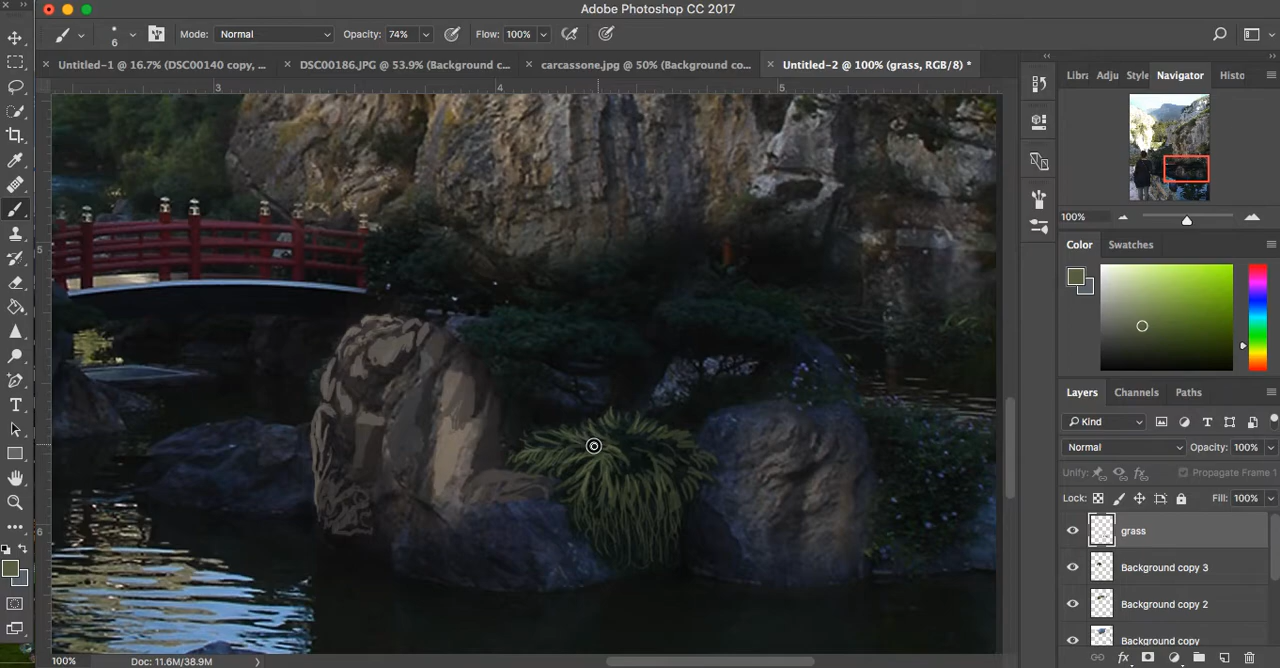 Adobe Photoshop CC 2017
6 Mode: Normal Opacity: 74% Flow: 100%
Untitled-1 @ 16.7% (DSC00140 copy, ...
DSC00186.JPG @ 53.9% (Background c...
carcassone.jpg @ 50% (Background co...
Untitled-2 @ 100% (grass, RGB/8) *
3 4 5
5
6
Libra Adju Style Navigator Histo
100%
Color Swatches
Layers Channels Paths
Kind
Normal Opacity: 100%
Unify: Propagate Frame 1
Lock: Fill: 100%
grass
Background copy 3
Background copy 2
Background copy
100% Doc: 11.6M/38.9M